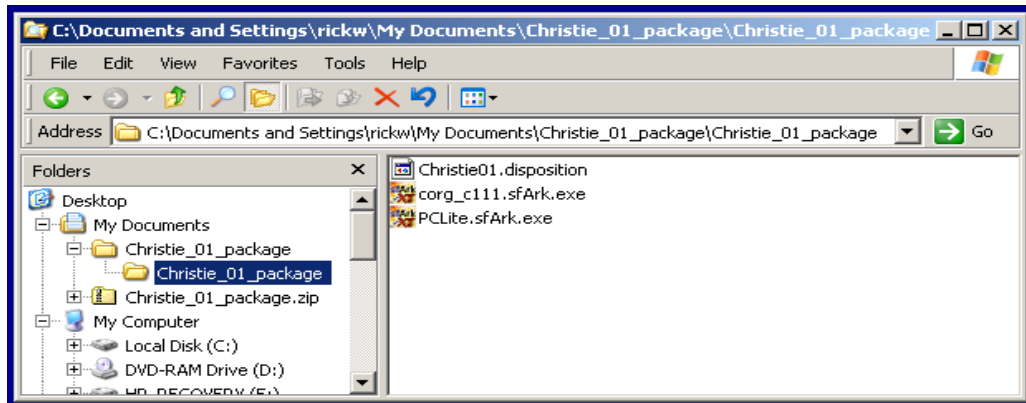 C:\Documents and Settings\rickw\My Documents\Christie_01_package\Christie_01_package
File Edit View Favorites Tools Help
Address C:\Documents and Settings\rickw\My Documents\Christie_01_package\Christie_01_package Go
Folders
Christie01.disposition
corg_c111.sfArk.exe
PCLite.sfArk.exe
Desktop
My Documents
Christie_01_package
Christie_01_package
Christie_01_package.zip
My Computer
Local Disk (C:)
DVD-RAM Drive (D:)
HP_RECOVERY (E:)